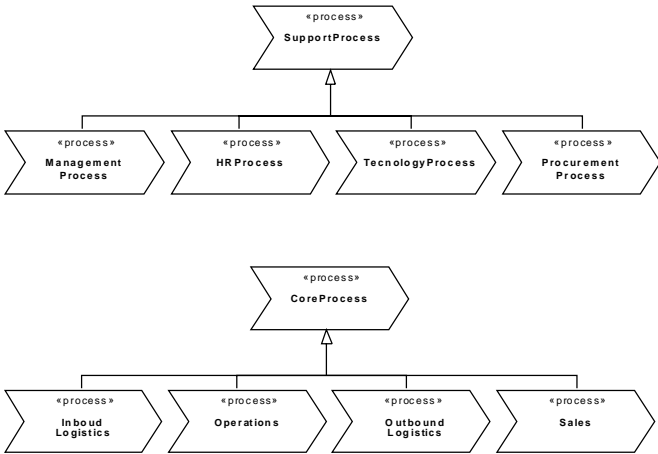 «process»
SupportProcess
«process»
Management
Process
«process»
HRProcess
«process»
TecnologyProcess
«process»
Procurement
Process
«process»
CoreProcess
«process»
Inboud
Logistics
«process»
Operations
«process»
Outbound
Logistics
«process»
Sales